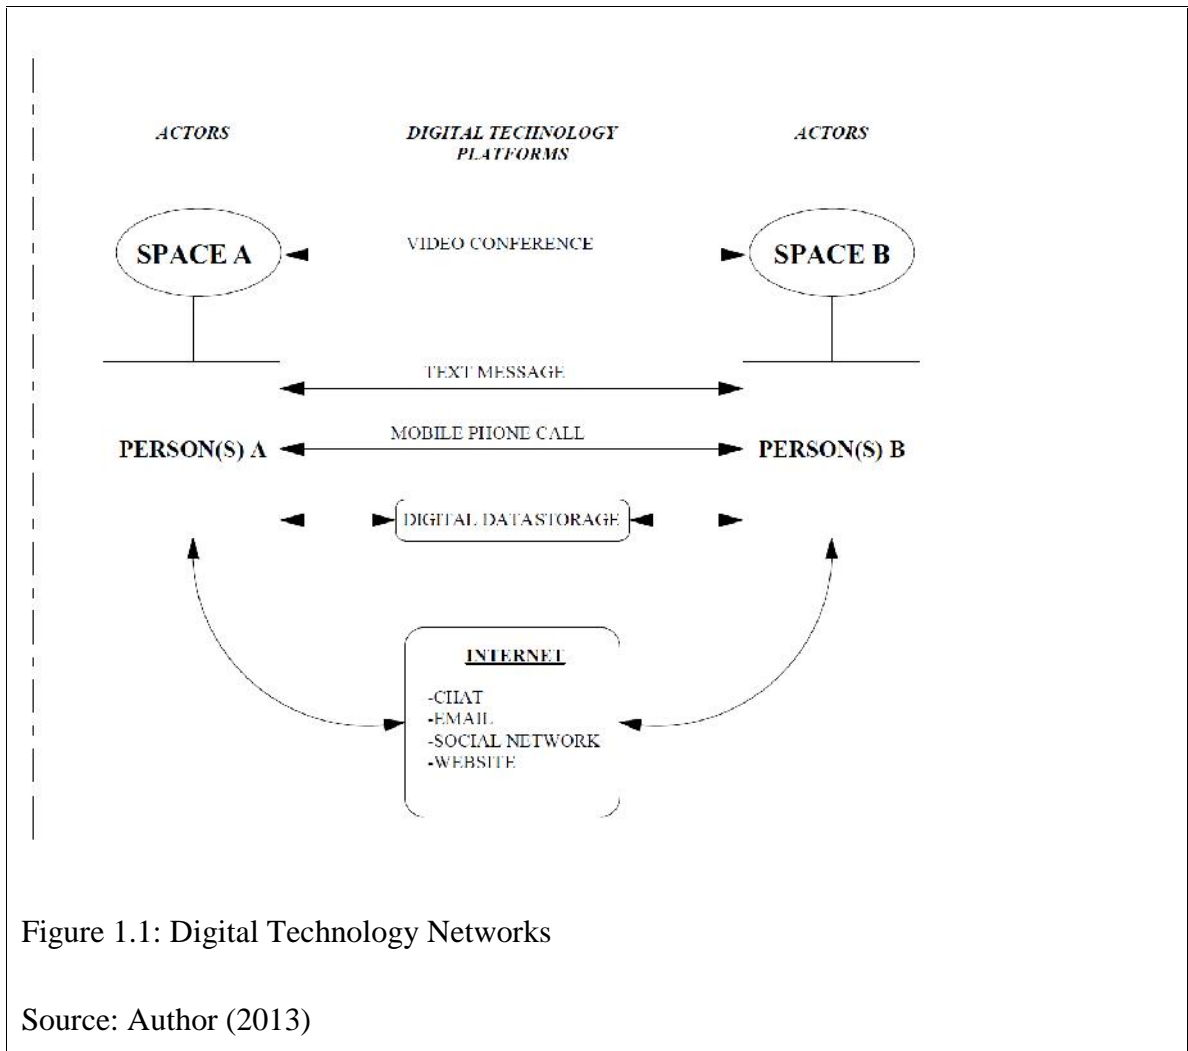 ACTORS
DIGITAL TECHNOLOGY
PLATFORMS
ACTORS
SPACE A
VIDEO CONFERENCE
SPACE B
TEXT MESSAGE
PERSON(S) A
MOBILE PHONE CALL
PERSON(S) B
DIGITAL DATASTORAGE
INTERNET
-CHAT
-EMAIL
-SOCIAL NETWORK
-WEBSITE
Figure 1.1: Digital Technology Networks
Source: Author (2013)